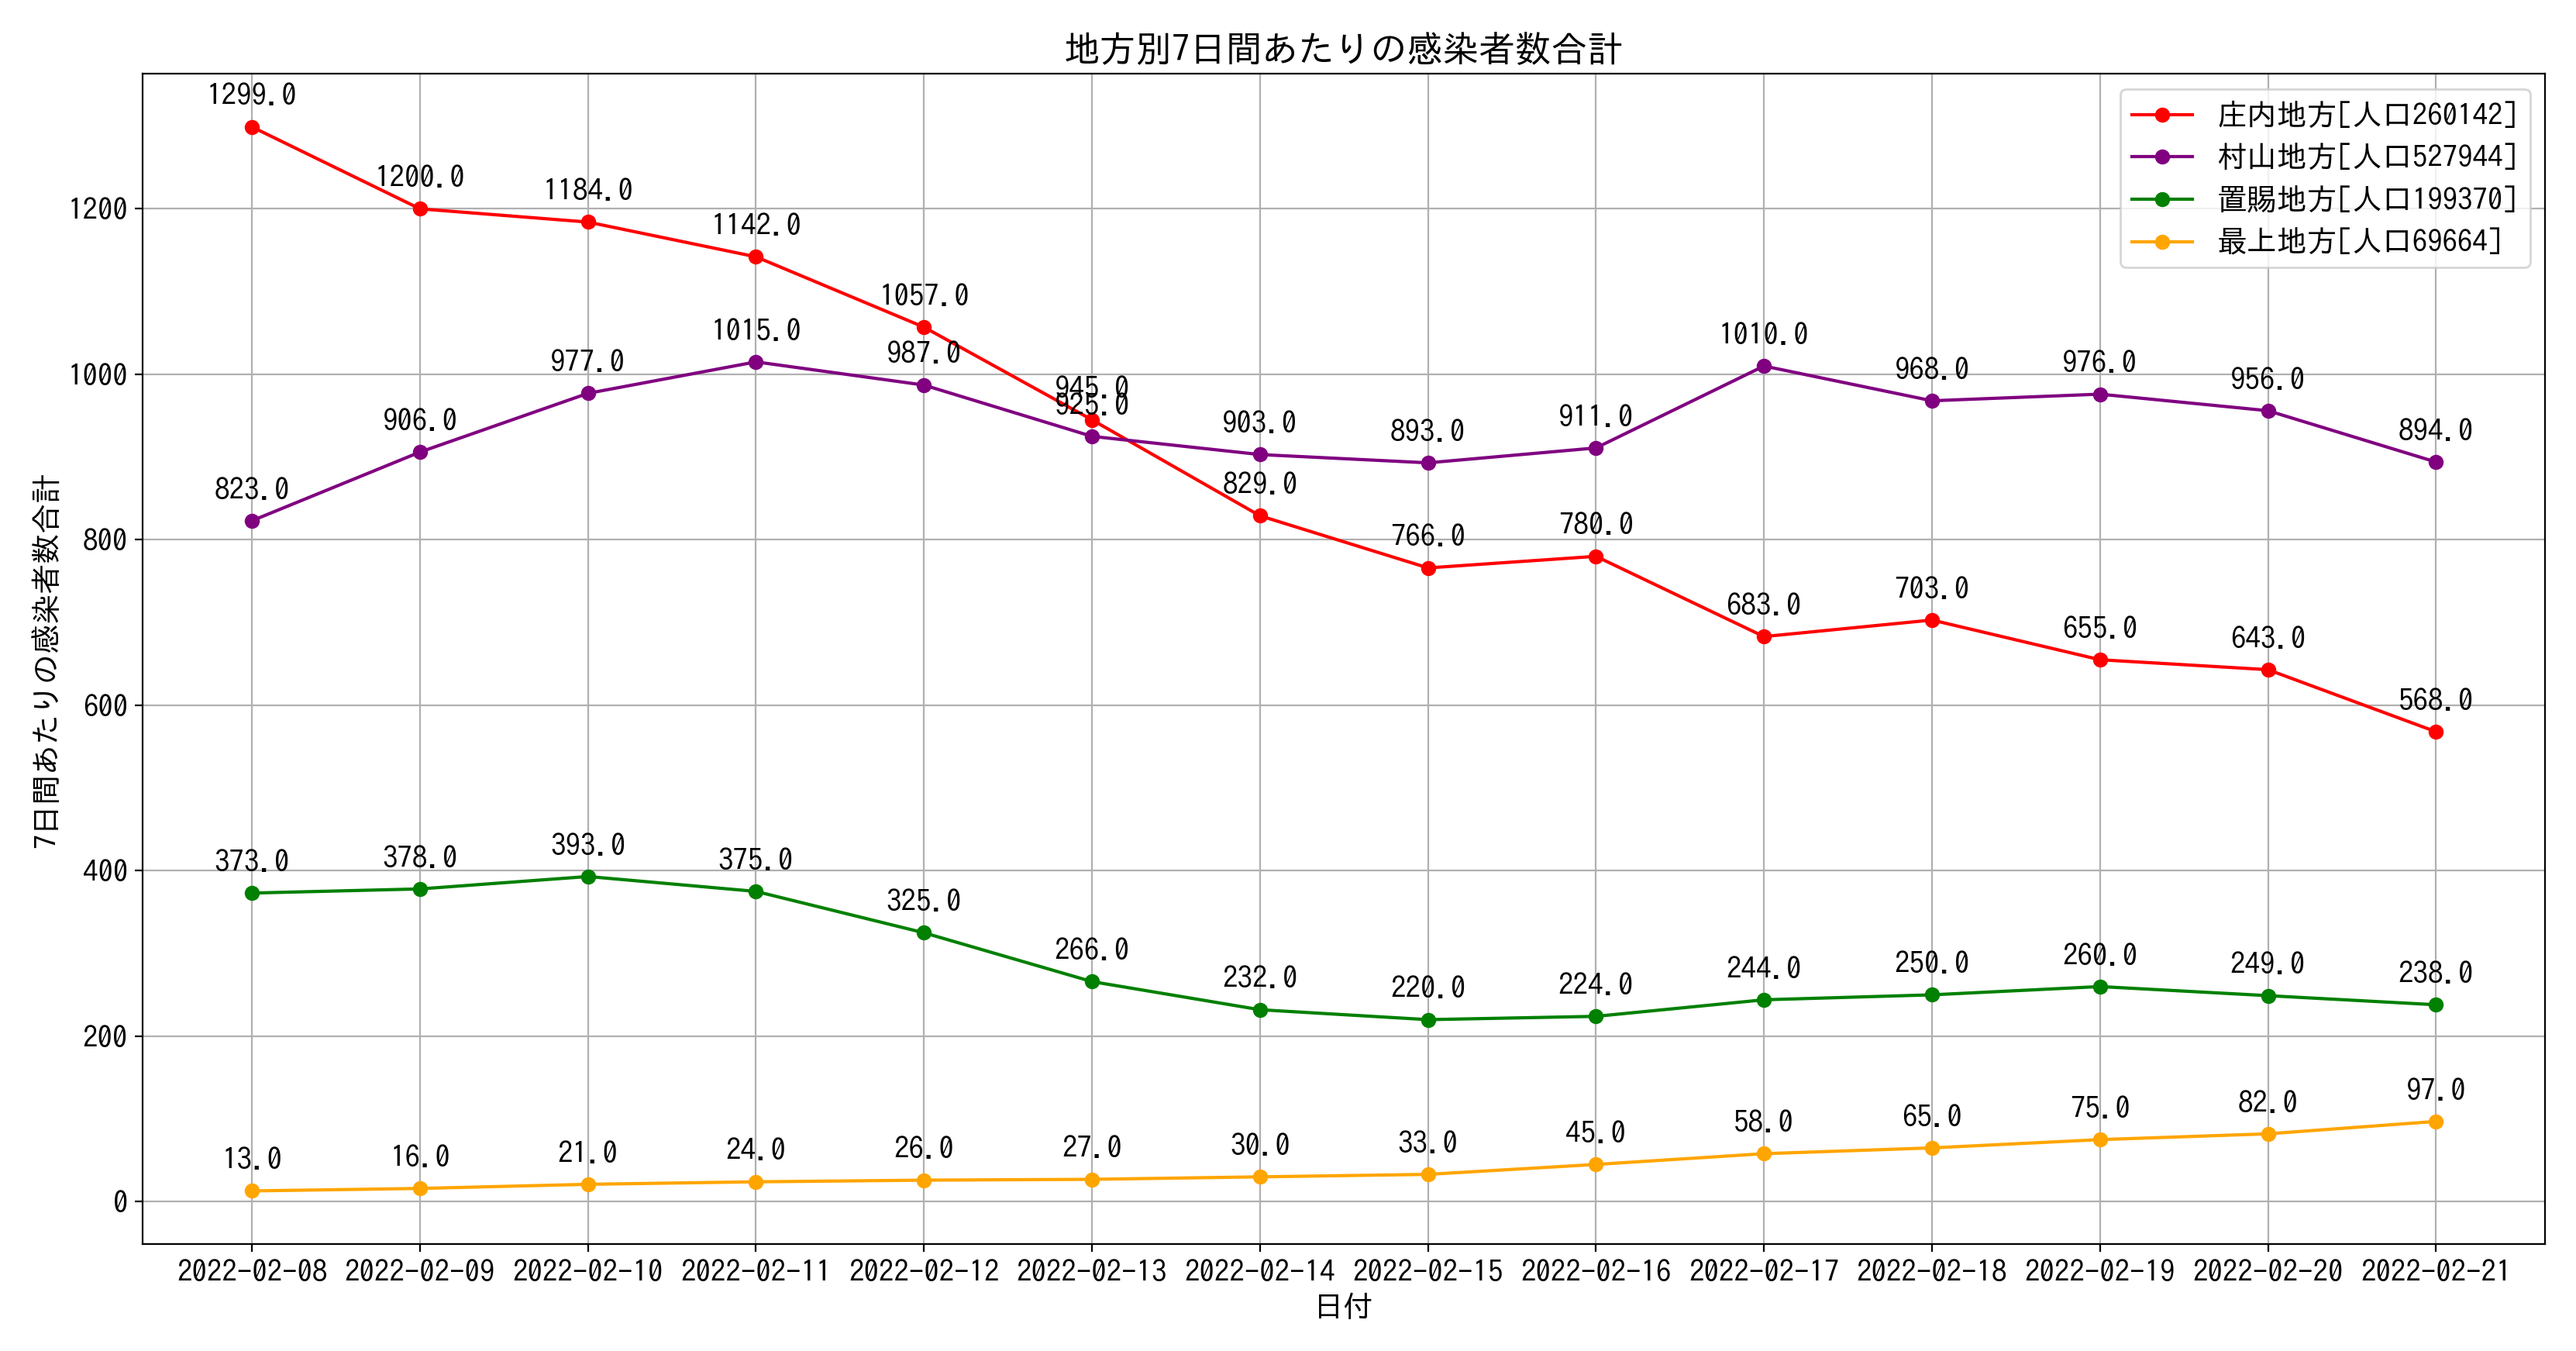 地方別7日間あたりの感染者数合計
庄内地方[人口260142]
村山地方[人口527944]
置賜地方[人口199370]
最上地方[人口69664]
7日間あたりの感染者数合計
1200
1000
800
600
400
200
0
1299.0 1200.0 1184.0 1142.0 1057.0 945.0 829.0 766.0 780.0 683.0 703.0 655.0 643.0 568.0
823.0 906.0 977.0 1015.0 987.0 925.0 903.0 893.0 911.0 1010.0 968.0 976.0 956.0 894.0
373.0 378.0 393.0 375.0 325.0 266.0 232.0 220.0 224.0 244.0 250.0 260.0 249.0 238.0
13.0 16.0 21.0 24.0 26.0 27.0 30.0 33.0 45.0 58.0 65.0 75.0 82.0 97.0
2022-02-08 2022-02-09 2022-02-10 2022-02-11 2022-02-12 2022-02-13 2022-02-14 2022-02-15 2022-02-16 2022-02-17 2022-02-18 2022-02-19 2022-02-20 2022-02-21
日付